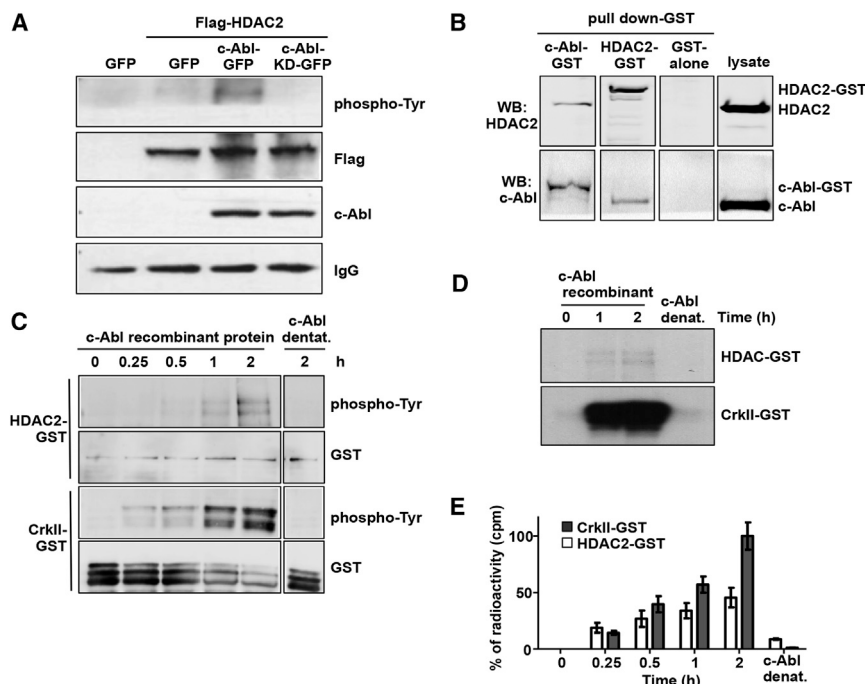 A
Flag-HDAC2
GFP GFP c-Abl-GFP c-Abl-KD-GFP
phospho-Tyr
Flag
c-Abl
IgG
B
pull down-GST
c-Abl-GST HDAC2-GST GST-alone lysate
WB: HDAC2
HDAC2-GST
HDAC2
WB: c-Abl
c-Abl-GST
c-Abl
C
c-Abl recombinant protein
c-Abl dentat.
0 0.25 0.5 1 2 2 h
HDAC2-GST
phospho-Tyr
GST
CrkII-GST
phospho-Tyr
GST
D
c-Abl recombinant
c-Abl denat.
0 1 2 Time (h)
HDAC-GST
CrkII-GST
E
% of radioactivity (cpm)
100
50
0
CrkII-GST
HDAC2-GST
0 0.25 0.5 1 2 c-Abl denat.
Time (h)